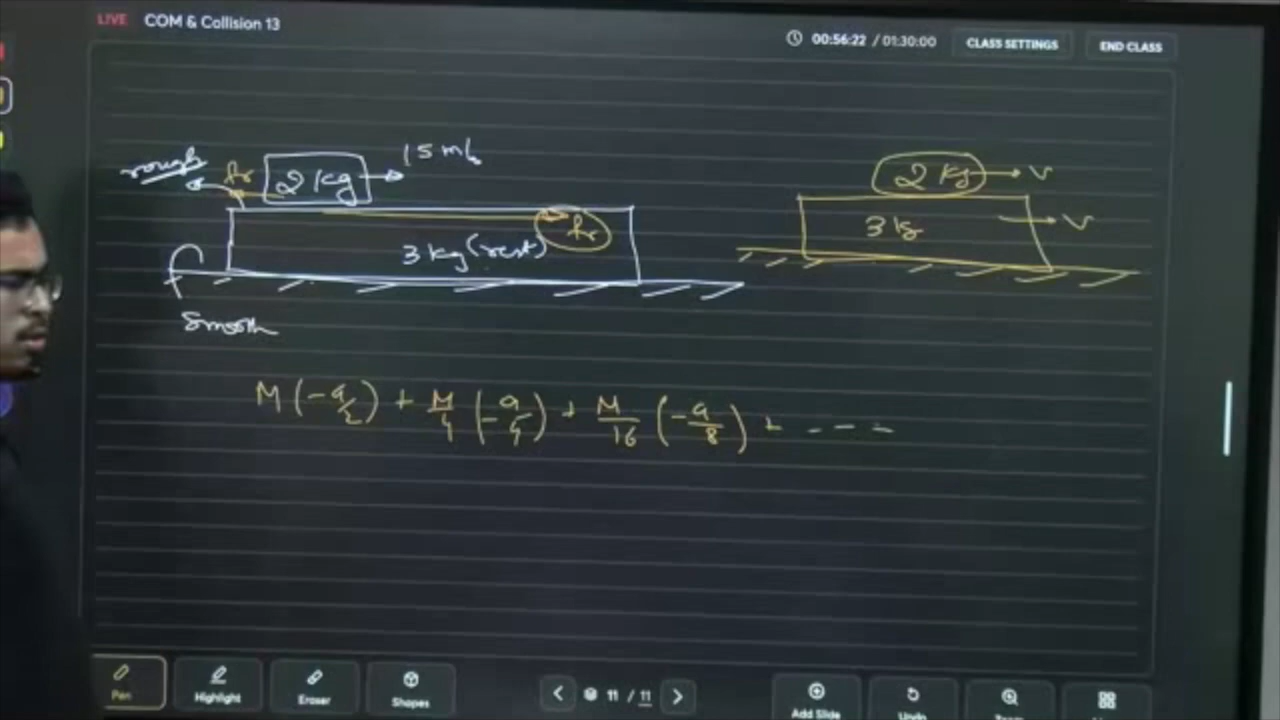 LIVE COM & Collision 13
00:56:22 / 01:30:00 CLASS SETTINGS END CLASS
rough fr 2 kg 15 m/s
2 kg v
3 kg (rest) fr
3 kg v
Smooth
M(-a/2) + M/4 (-a/4) + M/16 (-a/8) + - - -
Pen Highlight Eraser Shapes
< 11 / 11 >
Add Slide Undo Zoom